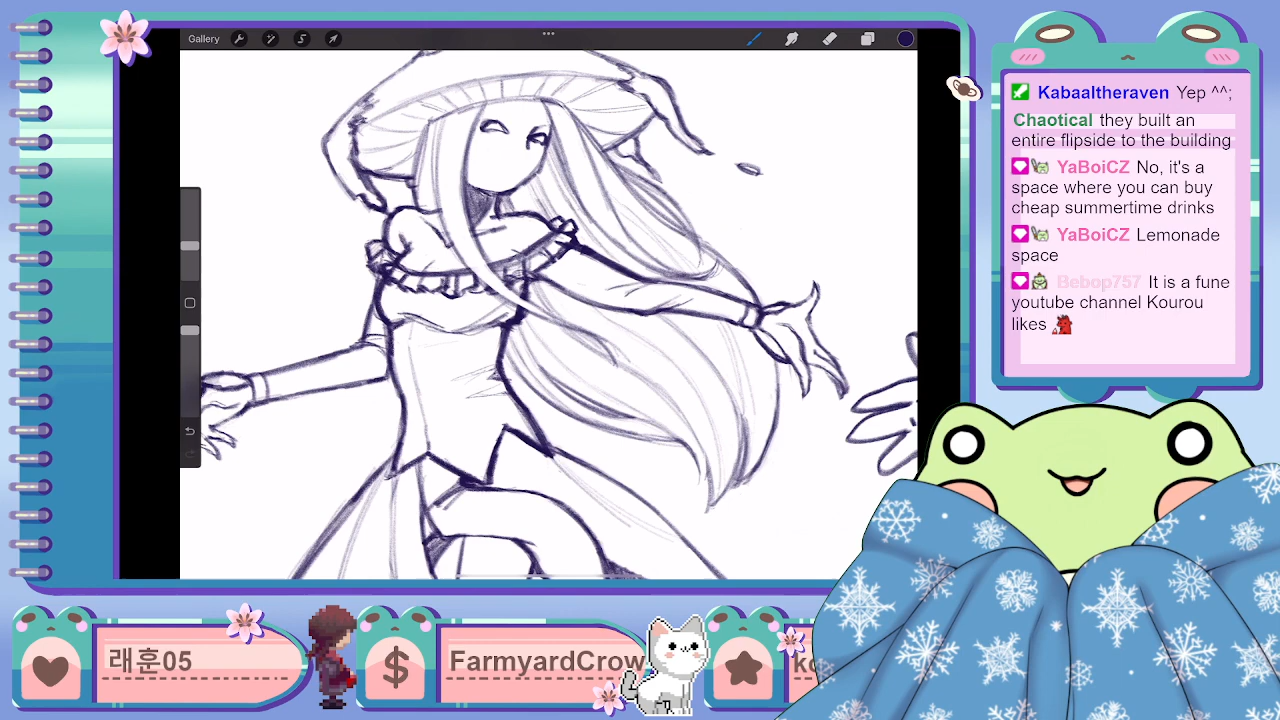 Gallery
Kabaaltheraven Yep ^^;
Chaotical they built an
entire flipside to the building
YaBoiCZ No, it's a
space where you can buy
cheap summertime drinks
YaBoiCZ Lemonade
space
Bebop757 It is a fune
youtube channel Kourou
likes
래훈05
$
FarmyardCrow